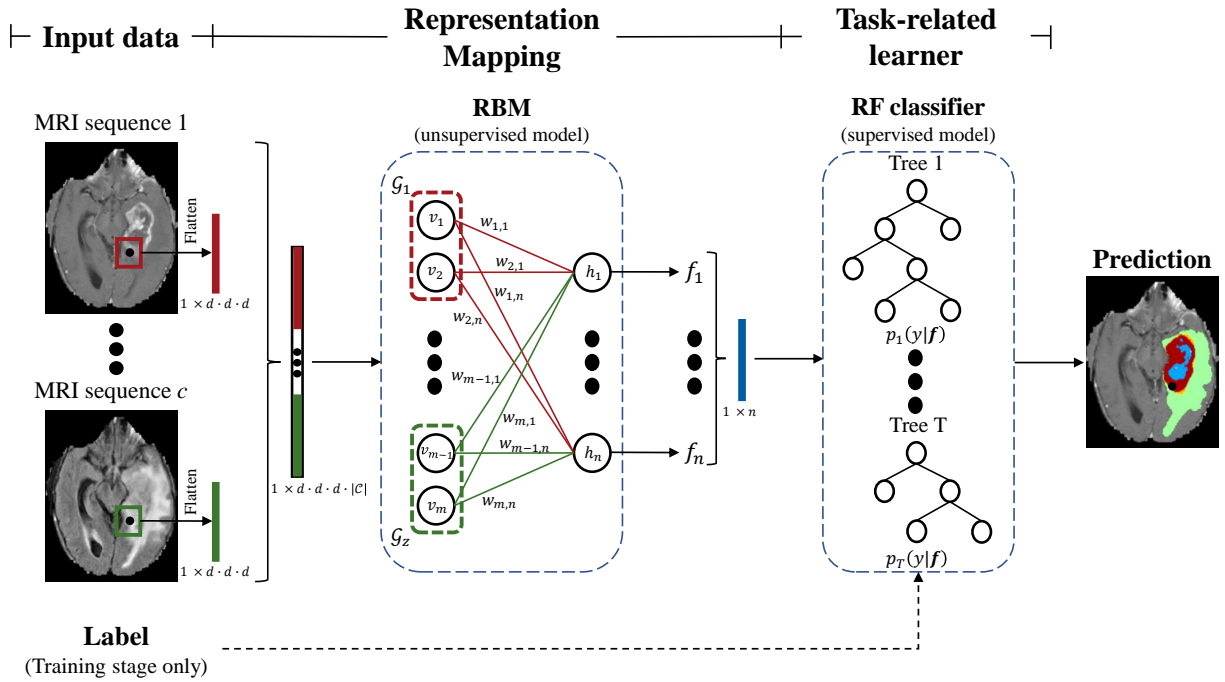 Input data
Representation
Mapping
Task-related
learner
MRI sequence 1
Flatten
1 × d · d · d
MRI sequence c
Flatten
1 × d · d · d
Label
(Training stage only)
1 × d · d · d · |𝒞|
RBM
(unsupervised model)
𝒢₁
v₁
v₂
w₁,₁
w₂,₁
w₁,ₙ
w₂,ₙ
wₘ₋₁,₁
wₘ,₁
wₘ₋₁,ₙ
wₘ,ₙ
vₘ₋₁
vₘ
𝒢_z
h₁
hₙ
f₁
fₙ
1 × n
RF classifier
(supervised model)
Tree 1
p₁(y|𝒇)
Tree T
p_T(y|𝒇)
Prediction